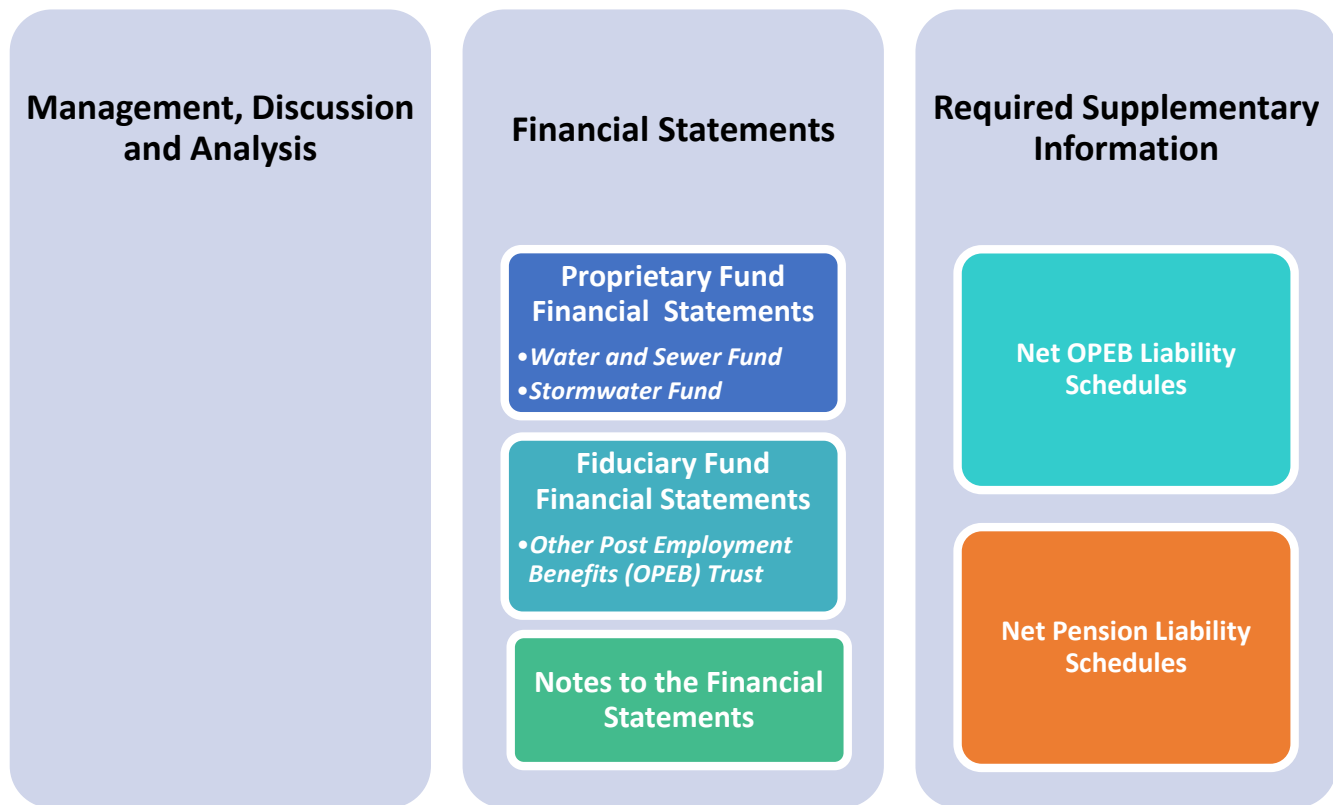 Management, Discussion
and Analysis
Financial Statements
Proprietary Fund
Financial Statements
•Water and Sewer Fund
•Stormwater Fund
Fiduciary Fund
Financial Statements
•Other Post Employment
Benefits (OPEB) Trust
Notes to the Financial
Statements
Required Supplementary
Information
Net OPEB Liability
Schedules
Net Pension Liability
Schedules